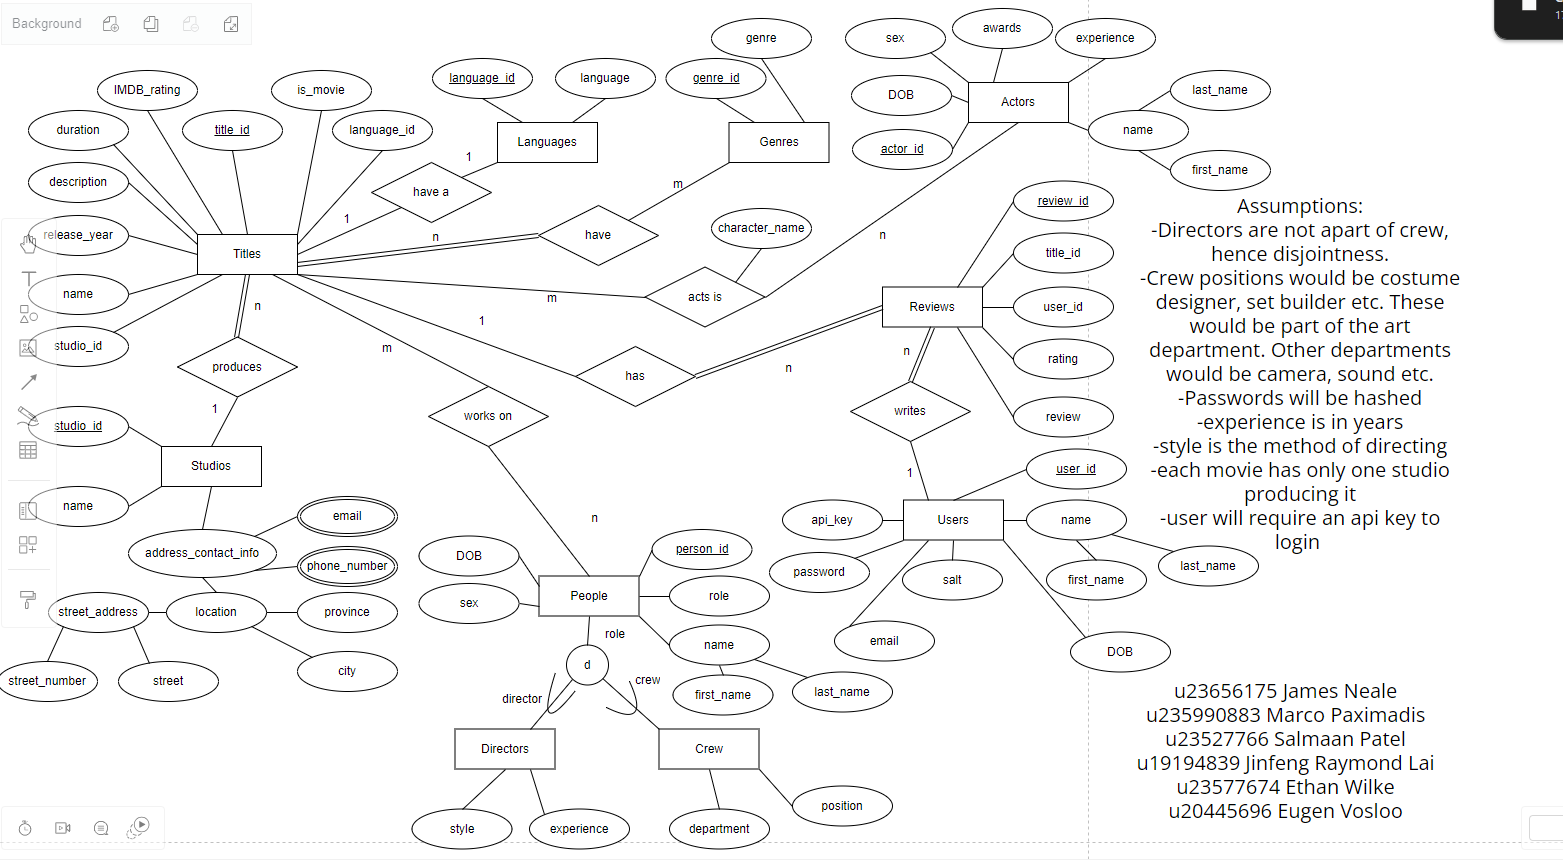 Background
genre
sex
awards
experience
IMDB_rating
is_movie
language_id
language
genre_id
DOB
Actors
last_name
duration
title_id
language_id
Languages
Genres
actor_id
name
first_name
description
1
have a
m
1
review_id
Assumptions:
-Directors are not apart of crew,
hence disjointness.
-Crew positions would be costume
designer, set builder etc. These
would be part of the art
department. Other departments
would be camera, sound etc.
-Passwords will be hashed
-experience is in years
-style is the method of directing
-each movie has only one studio
producing it
-user will require an api key to
login
release_year
n
have
character_name
n
title_id
Titles
name
n
m
acts is
Reviews
user_id
1
studio_id
m
n
rating
produces
has
n
1
works on
writes
review
studio_id
Studios
1
user_id
name
email
n
api_key
Users
name
address_contact_info
phone_number
DOB
person_id
password
salt
first_name
last_name
sex
People
role
street_address
location
province
role
name
email
DOB
street_number
street
city
d
crew
director
first_name
last_name
u23656175 James Neale
u235990883 Marco Paximadis
u23527766 Salmaan Patel
u19194839 Jinfeng Raymond Lai
u23577674 Ethan Wilke
u20445696 Eugen Vosloo
Directors
Crew
position
style
experience
department